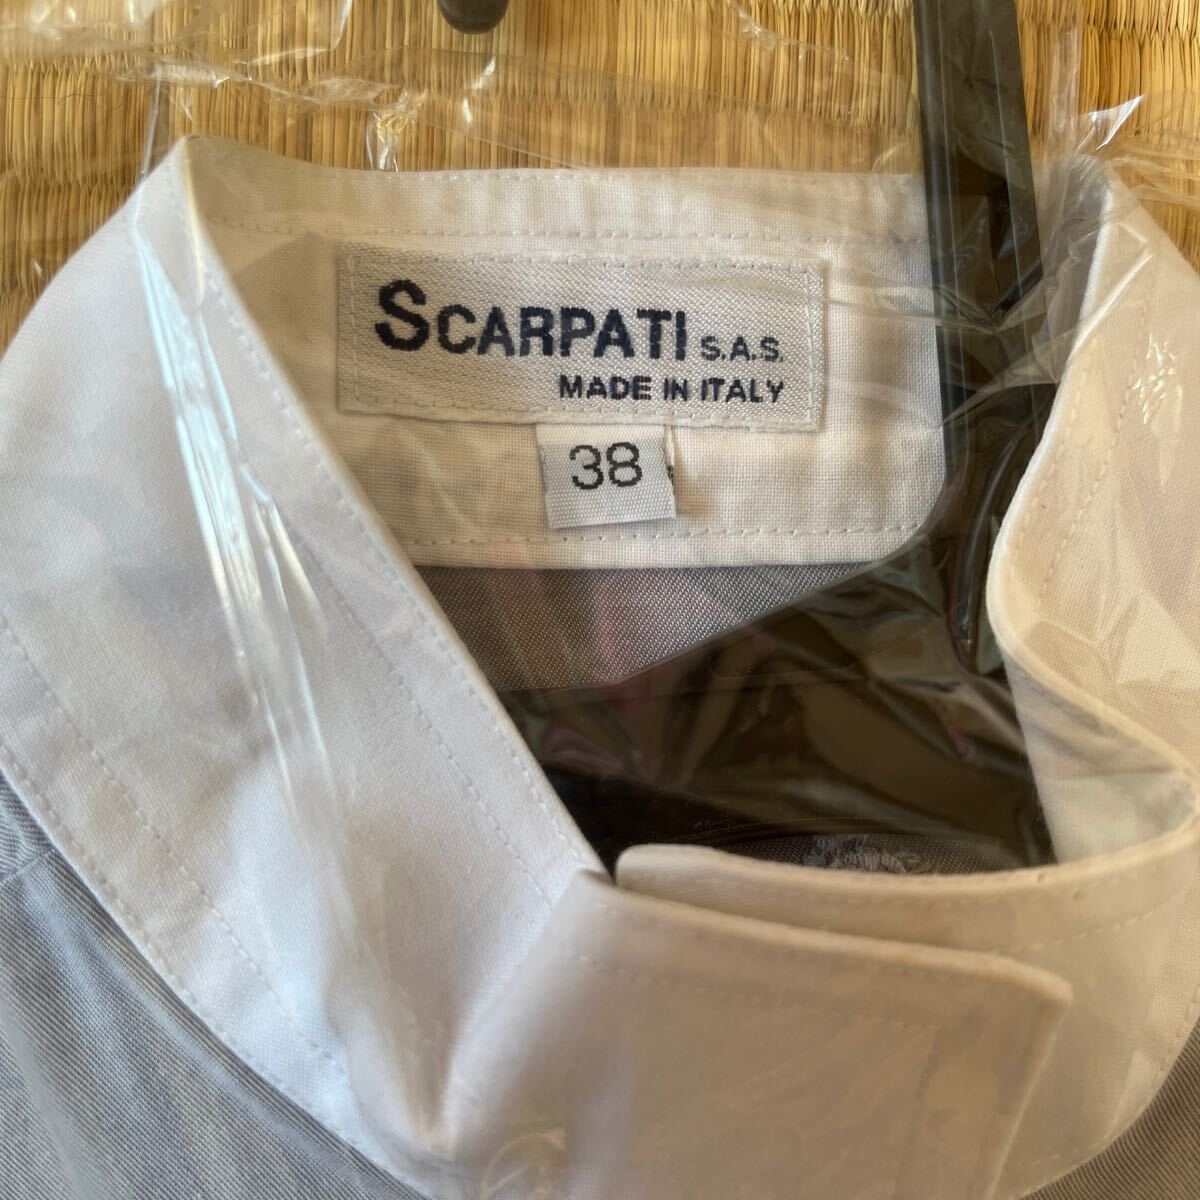 SCARPATI S.A.S.
MADE IN ITALY
38